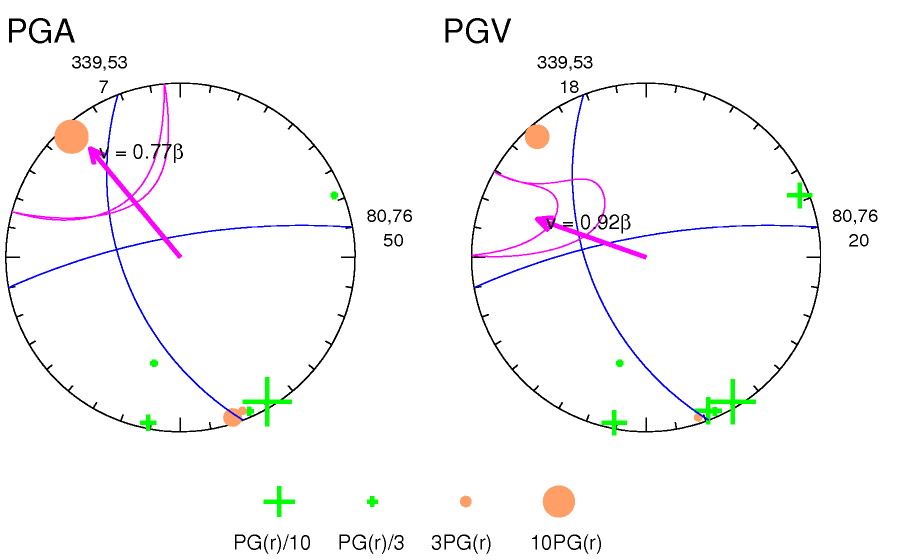 PGA
PGV
339,53
7
339,53
18
v = 0.77β
80,76
50
v = 0.92β
80,76
20
PG(r)/10 PG(r)/3 3PG(r) 10PG(r)